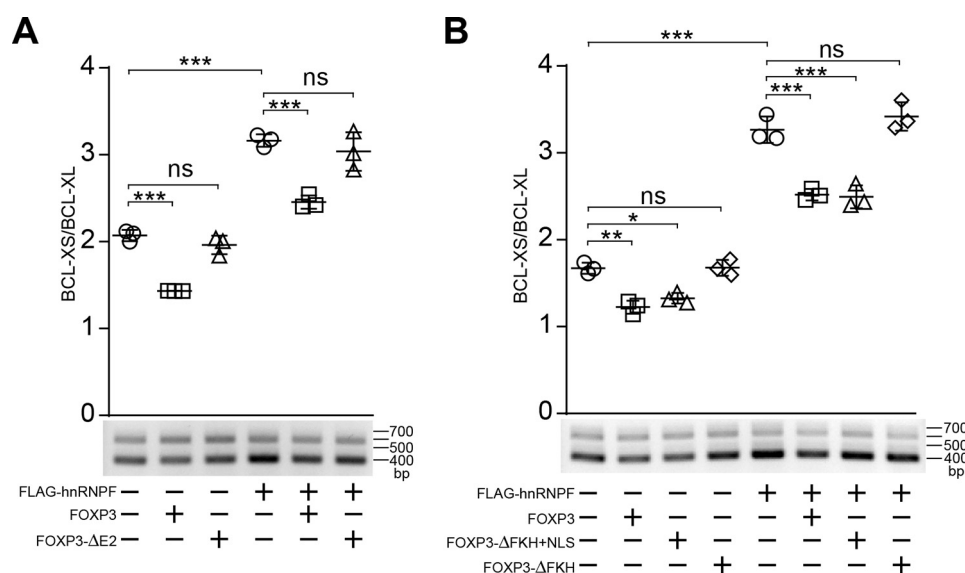 A
BCL-XS/BCL-XL
4
3
2
1
0
***
ns
***
ns
***
700
500
400
bp
FLAG-hnRNPF − − − + + +
FOXP3 − + − − + −
FOXP3-ΔE2 − − + − − +
B
BCL-XS/BCL-XL
4
3
2
1
0
***
ns
***
***
ns
*
**
700
500
400
bp
FLAG-hnRNPF − − − − + + + +
FOXP3 − + − − − + − −
FOXP3-ΔFKH+NLS − − + − − − + −
FOXP3-ΔFKH − − − + − − − +